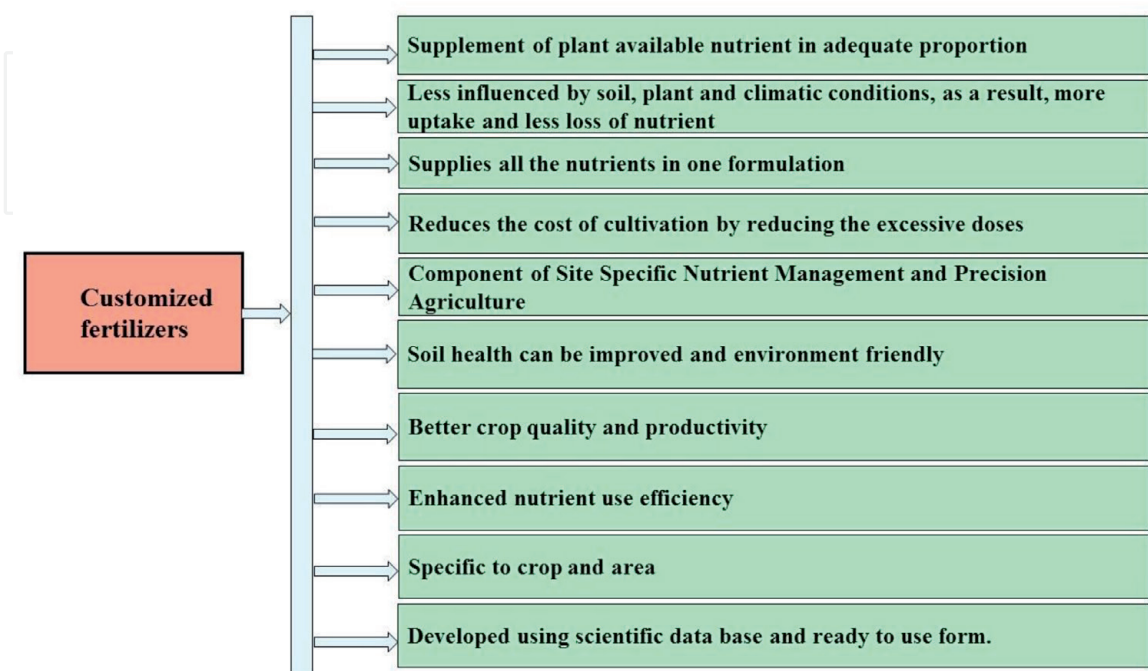 Customized
fertilizers
Supplement of plant available nutrient in adequate proportion
Less influenced by soil, plant and climatic conditions, as a result, more
uptake and less loss of nutrient
Supplies all the nutrients in one formulation
Reduces the cost of cultivation by reducing the excessive doses
Component of Site Specific Nutrient Management and Precision
Agriculture
Soil health can be improved and environment friendly
Better crop quality and productivity
Enhanced nutrient use efficiency
Specific to crop and area
Developed using scientific data base and ready to use form.